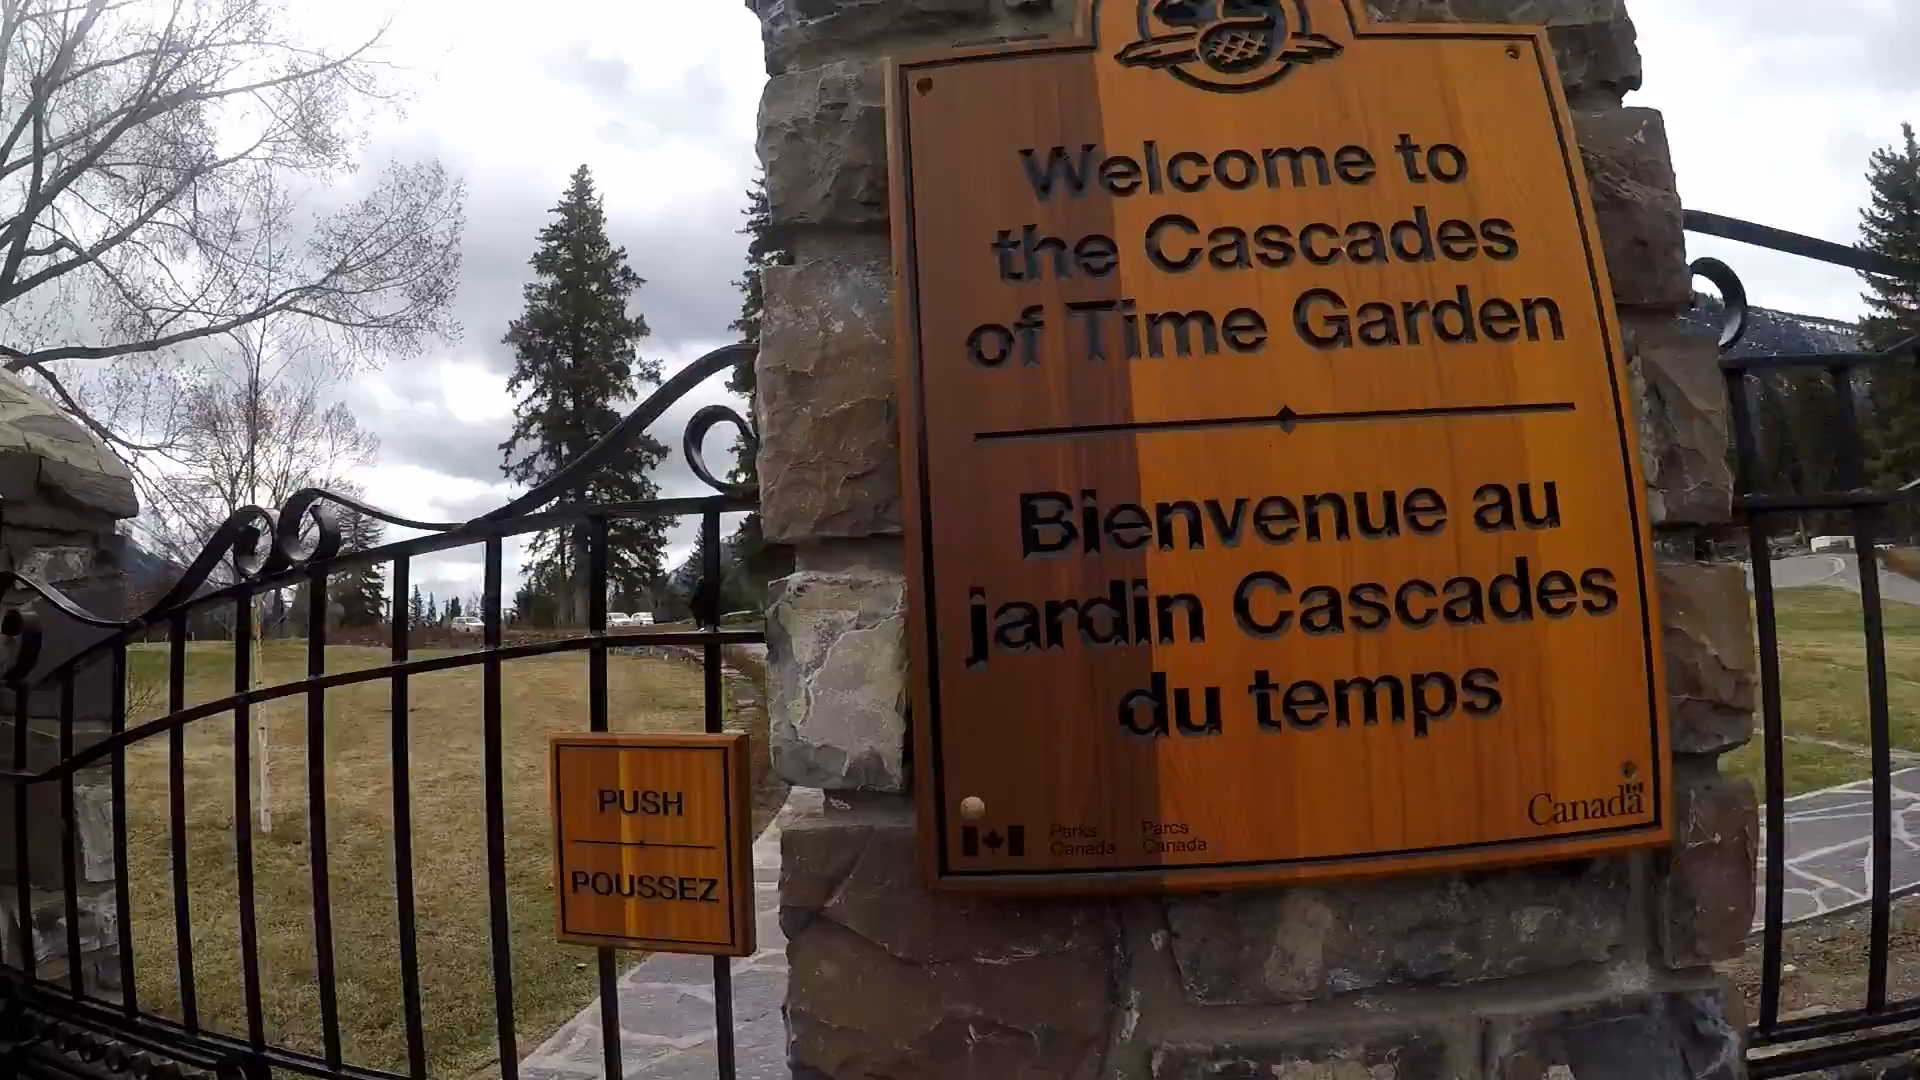 Welcome to
the Cascades
of Time Garden
Bienvenue au
jardin Cascades
du temps
Parks Canada
Parcs Canada
Canada
PUSH
POUSSEZ